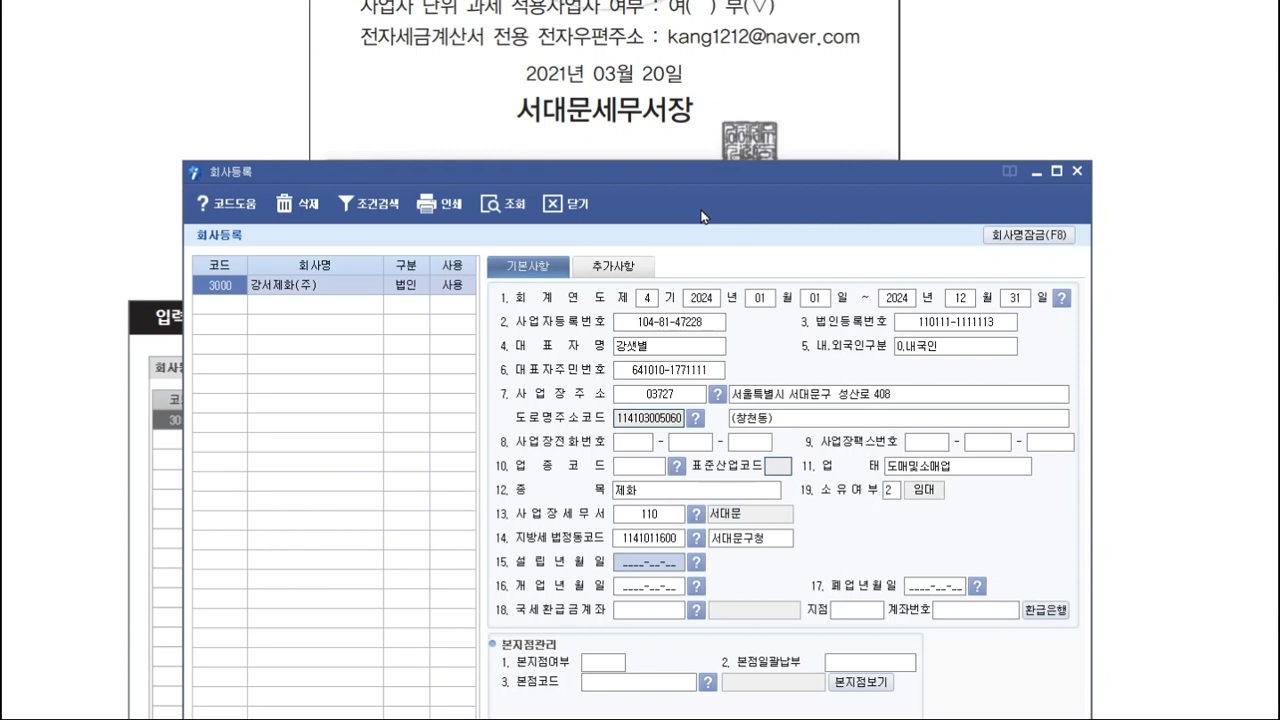 사업자 단위 과세 적용사업자 여부 : 여( ) 부(▽)
전자세금계산서 전용 전자우편주소 : kang1212@naver.com
2021년 03월 20일
서대문세무서장
회사등록
코드도움 삭제 조건검색 인쇄 조회 닫기
회사등록 회사명잠금(F8)
코드 회사명 구분 사용
3000 강서제화(주) 법인 사용
기본사항 추가사항
1. 회 계 연 도 제 4 기 2024 년 01 월 01 일 ~ 2024 년 12 월 31 일 ?
2. 사업자등록번호 104-81-47228 3. 법인등록번호 110111-1111113
4. 대 표 자 명 강샛별 5. 내.외국인구분 0.내국인
6. 대표자주민번호 641010-1771111
7. 사 업 장 주 소 03727 ? 서울특별시 서대문구 성산로 408
도로명주소코드 114103005060 ? (창천동)
8. 사업장전화번호 - - 9. 사업장팩스번호 - -
10. 업 종 코 드 ? 표준산업코드 11. 업 태 도매및소매업
12. 종 목 제화 19. 소 유 여 부 2 임대
13. 사 업 장 세 무 서 110 ? 서대문
14. 지방세 법정동코드 1141011600 ? 서대문구청
15. 설 립 년 월 일 ____-__-__ ?
16. 개 업 년 월 일 ____-__-__ ? 17. 폐 업 년 월 일 ____-__-__ ?
18. 국 세 환 급 금 계 좌 ? 지점 계좌번호 환급은행
본지점관리
1. 본지점여부 2. 본점일괄납부
3. 본점코드 ? 본지점보기
입력
회사등
코
30